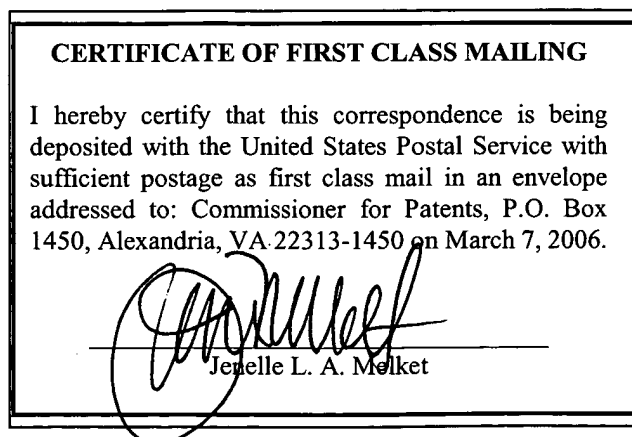 CERTIFICATE OF FIRST CLASS MAILING
I hereby certify that this correspondence is being
deposited with the United States Postal Service with
sufficient postage as first class mail in an envelope
addressed to: Commissioner for Patents, P.O. Box
1450, Alexandria, VA 22313-1450 on March 7, 2006.
Jenelle L. A. Melket